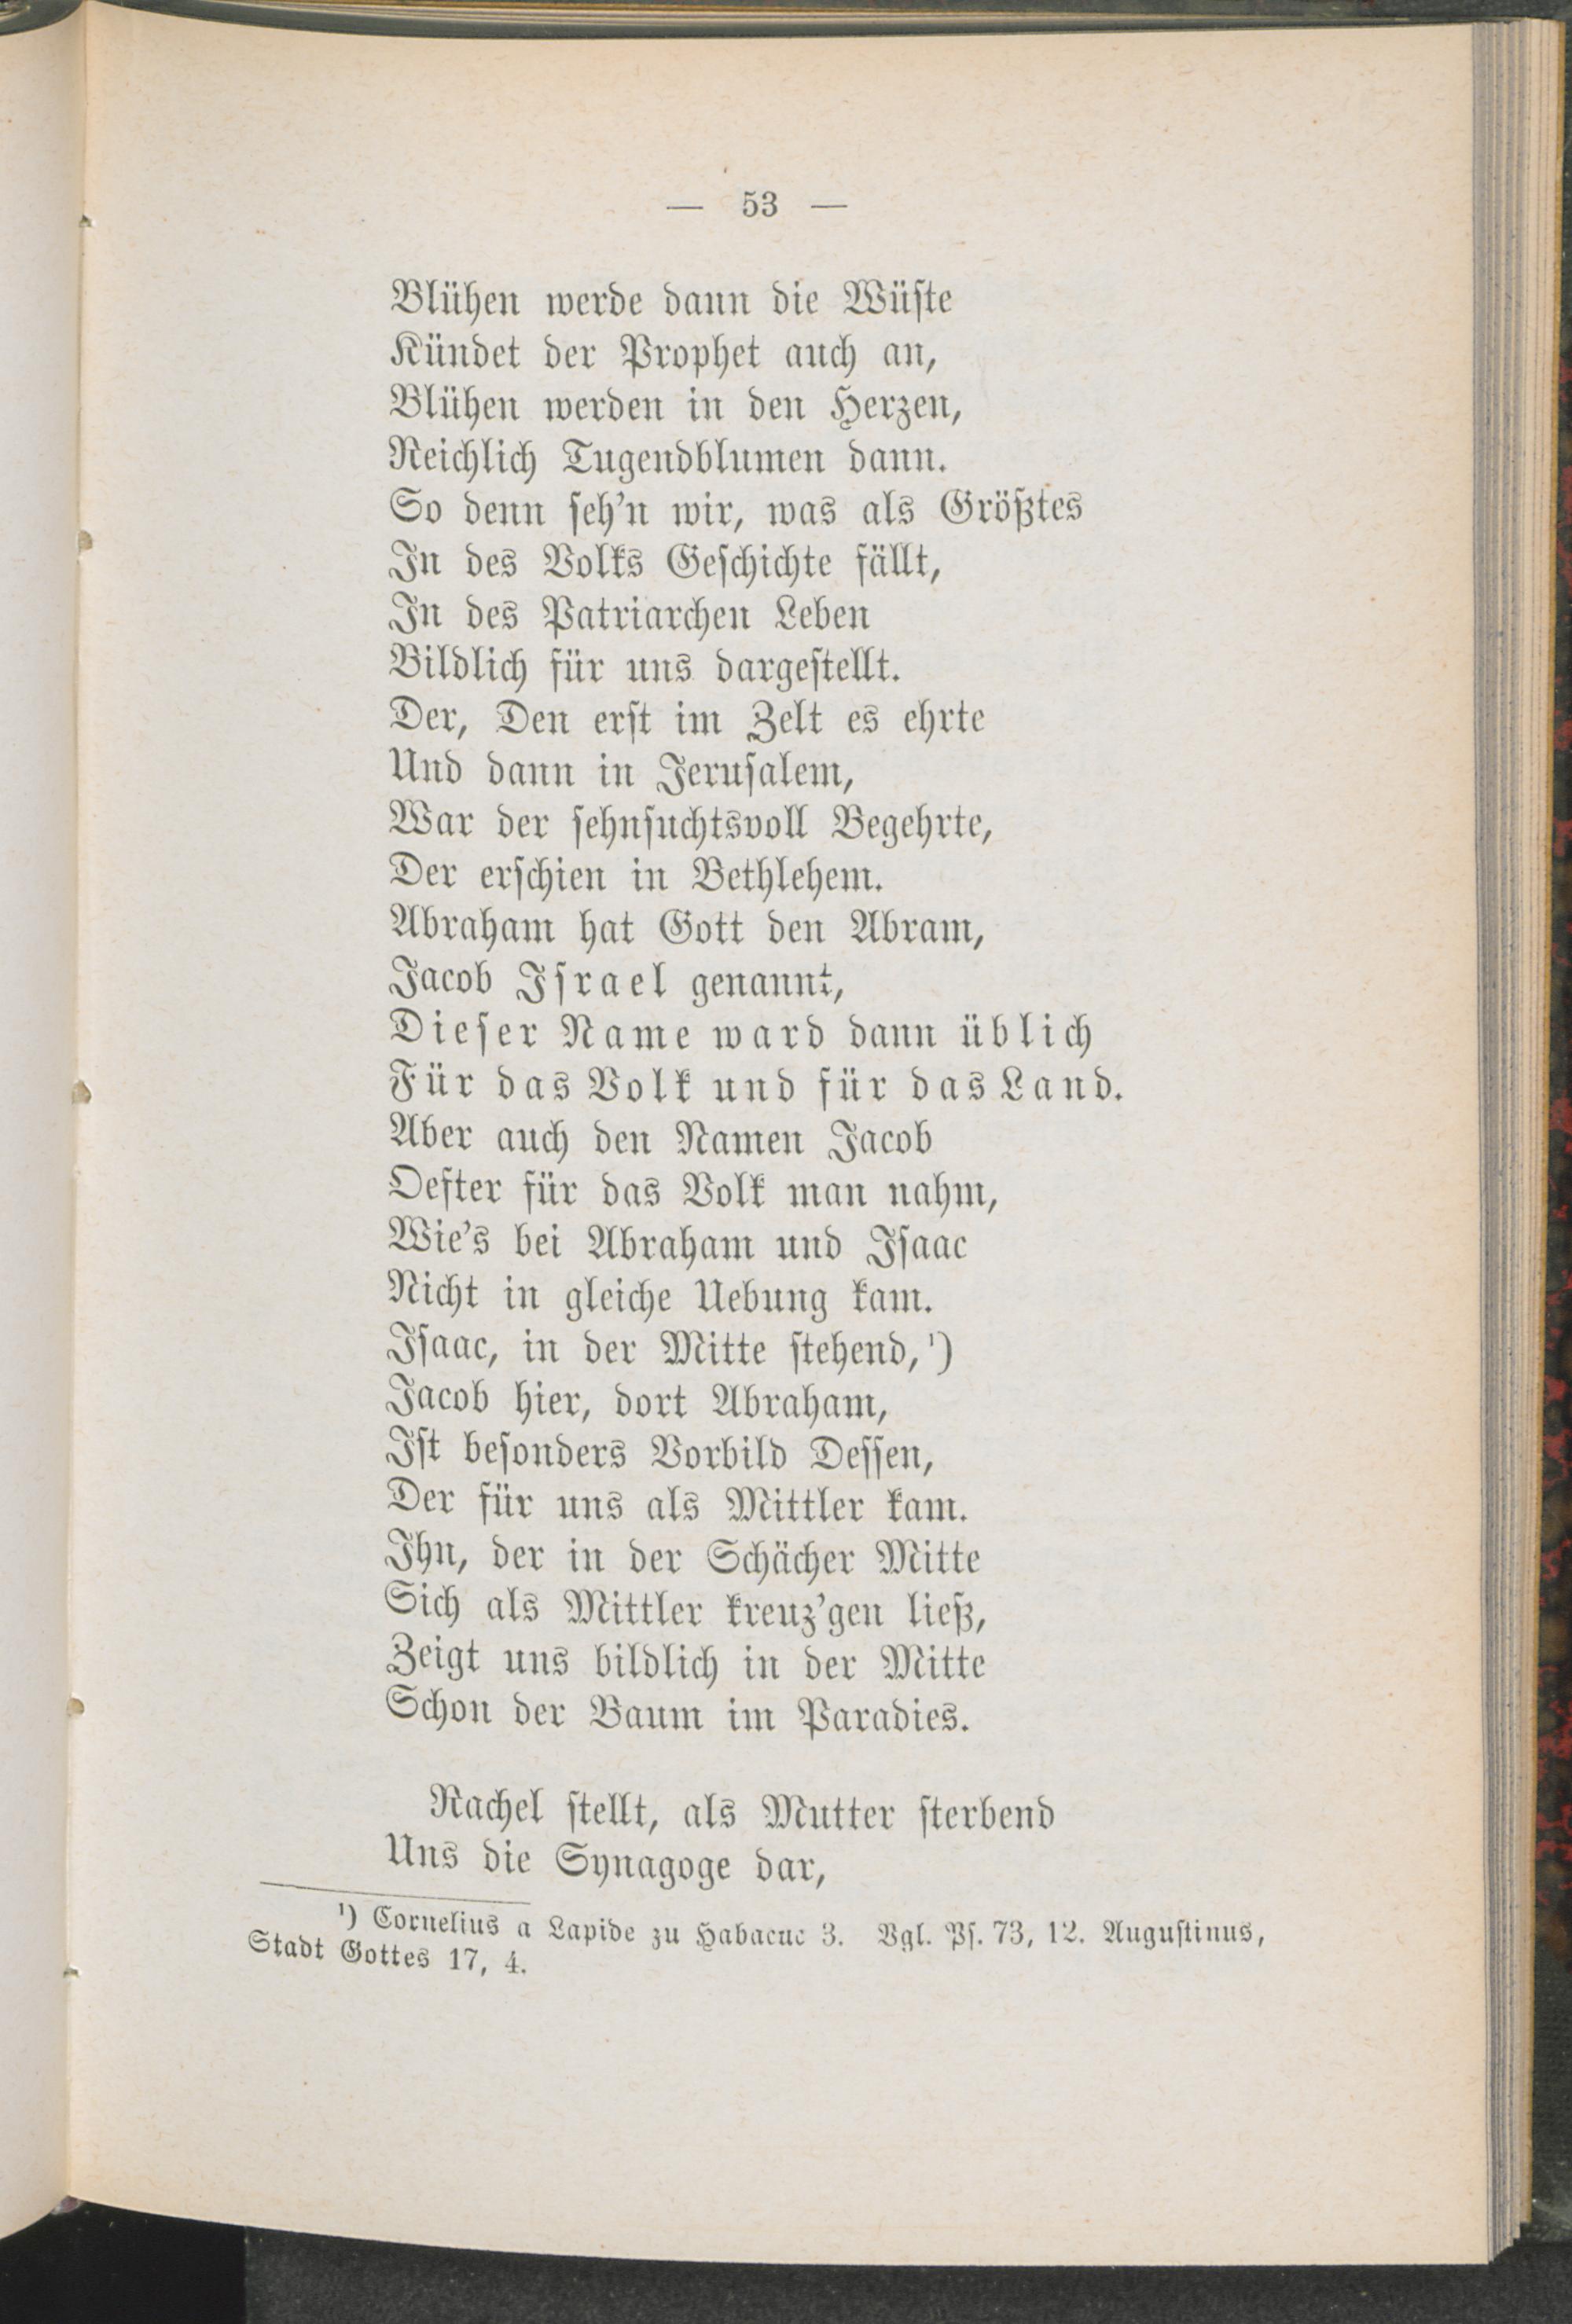 — 53 —
Blühen werde dann die Wüſte
Kündet der Prophet auch an,
Blühen werden in den Herzen,
Reichlich Tugendblumen dann.
So denn ſeh'n wir, was als Größtes
In des Volks Geſchichte fällt,
In des Patriarchen Leben
Bildlich für uns dargeſtellt.
Der, Den erſt im Zelt es ehrte
Und dann in Jeruſalem,
War der ſehnſuchtsvoll Begehrte,
Der erſchien in Bethlehem.
Abraham hat Gott den Abram,
Jacob Iſrael genannt,
Dieſer Name ward dann üblich
Für das Volk und für das Land.
Aber auch den Namen Jacob
Oefter für das Volk man nahm,
Wie's bei Abraham und Iſaac
Nicht in gleiche Uebung kam.
Iſaac, in der Mitte ſtehend,¹)
Jacob hier, dort Abraham,
Iſt beſonders Vorbild Deſſen,
Der für uns als Mittler kam.
Ihn, der in der Schächer Mitte
Sich als Mittler kreuz'gen ließ,
Zeigt uns bildlich in der Mitte
Schon der Baum im Paradies.
Rachel ſtellt, als Mutter ſterbend
Uns die Synagoge dar,
¹) Cornelius a Lapide zu Habacuc 3. Vgl. Pſ. 73, 12. Auguſtinus,
Stadt Gottes 17, 4.